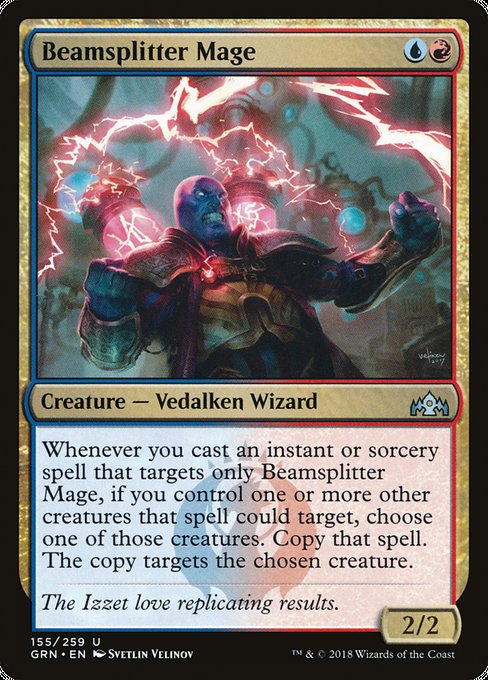 Beamsplitter Mage
velinov
2017
Creature — Vedalken Wizard
Whenever you cast an instant or sorcery
spell that targets only Beamsplitter
Mage, if you control one or more other
creatures that spell could target, choose
one of those creatures. Copy that spell.
The copy targets the chosen creature.
The Izzet love replicating results.
2/2
155/259 U
GRN • EN Svetlin Velinov
™ & © 2018 Wizards of the Coast